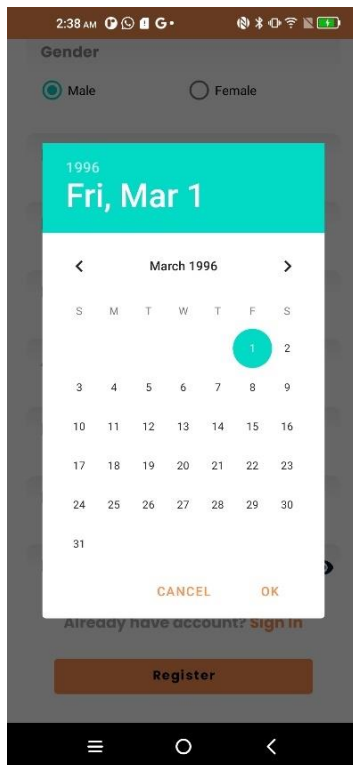 2:38 AM
Gender
Male Female
1996
Fri, Mar 1
March 1996
S M T W T F S
1 2
3 4 5 6 7 8 9
10 11 12 13 14 15 16
17 18 19 20 21 22 23
24 25 26 27 28 29 30
31
CANCEL OK
Already have account? Sign In
Register